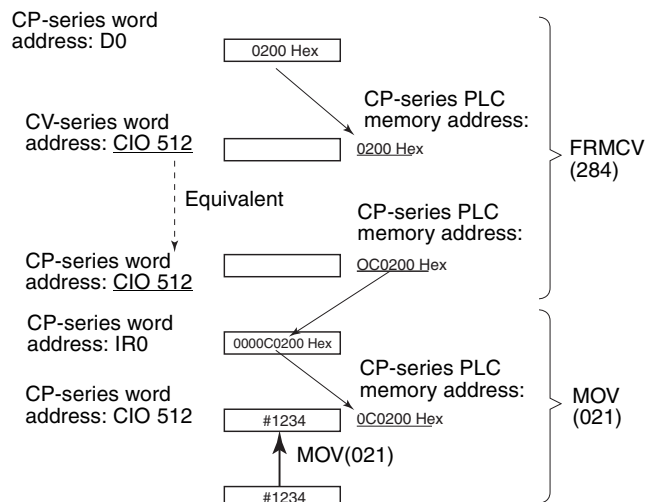 CP-series word
address: D0
0200 Hex
CP-series PLC
memory address:
CV-series word
address: CIO 512
0200 Hex
FRMCV
(284)
Equivalent
CP-series PLC
memory address:
CP-series word
address: CIO 512
OC0200 Hex
CP-series word
address: IR0
0000C0200 Hex
CP-series PLC
memory address:
CP-series word
address: CIO 512
#1234
0C0200 Hex
MOV
(021)
MOV(021)
#1234